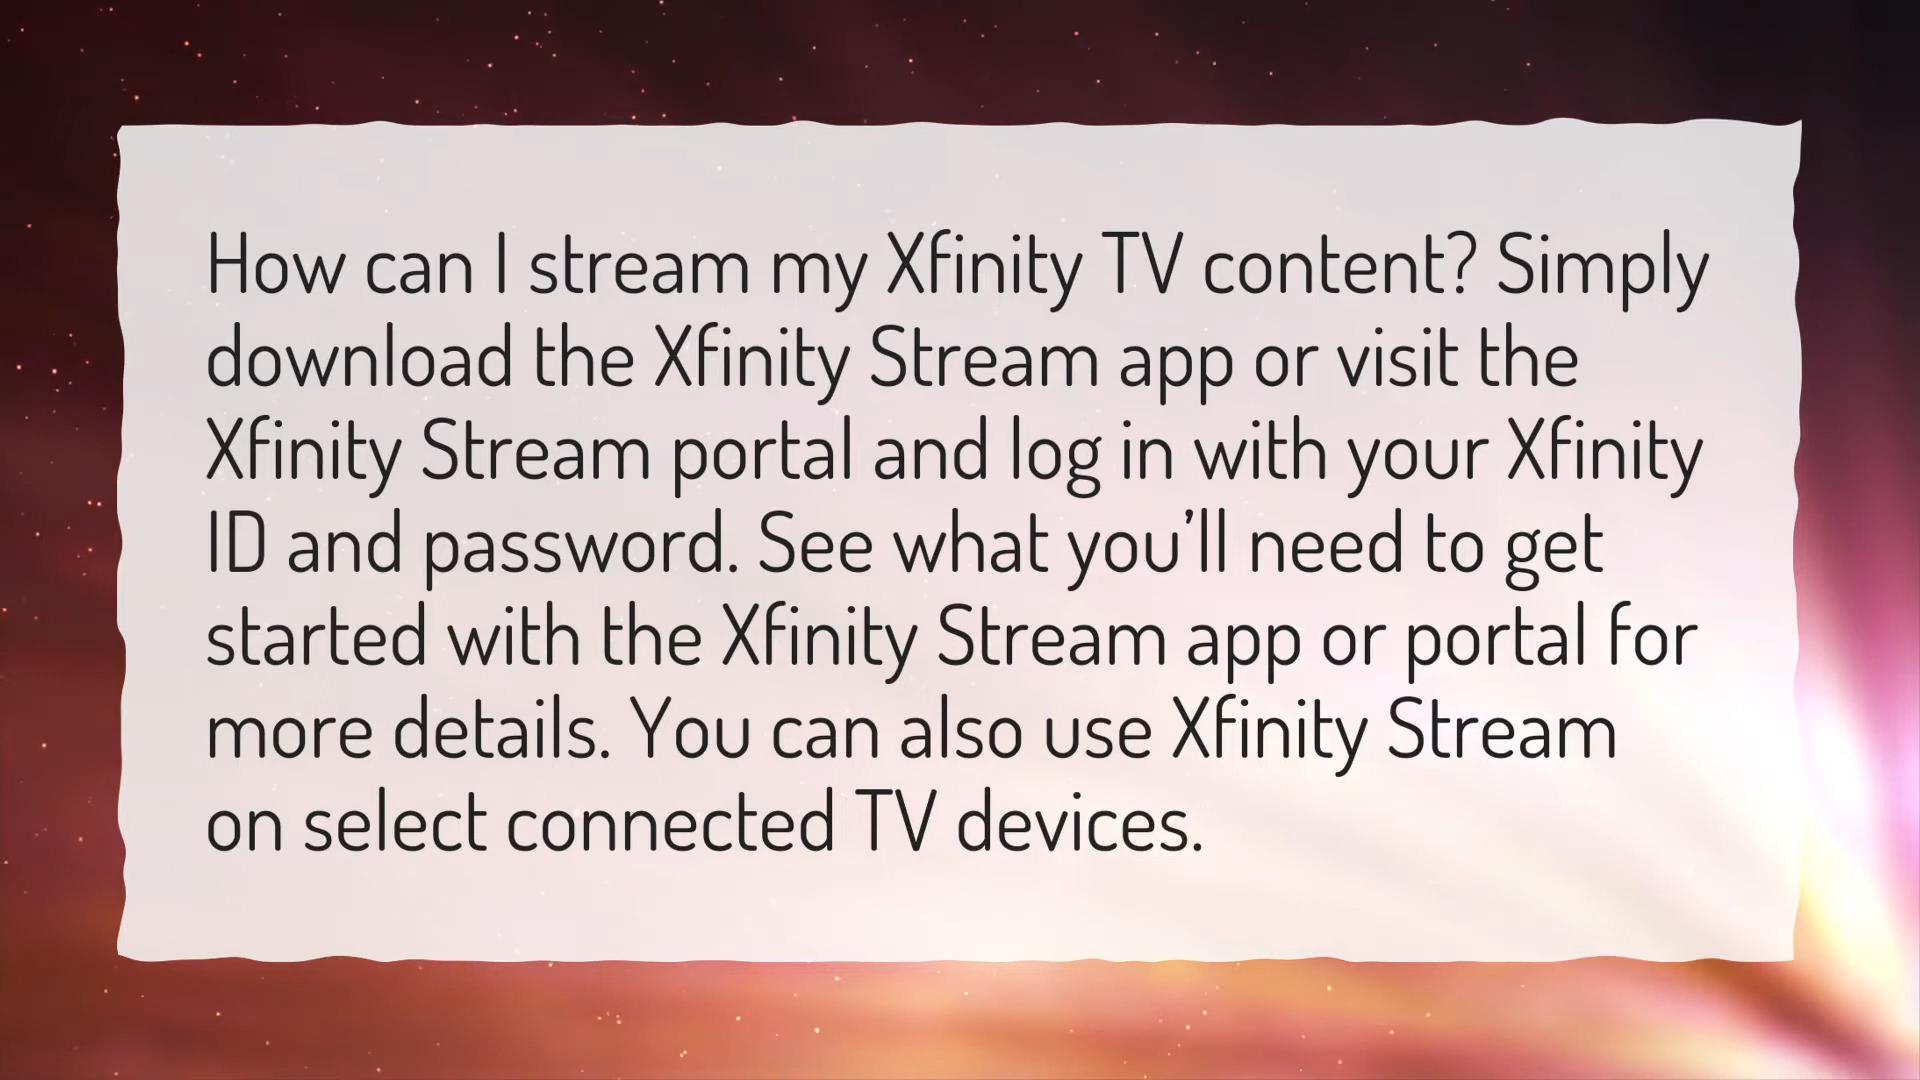 How can I stream my Xfinity TV content? Simply
download the Xfinity Stream app or visit the
Xfinity Stream portal and log in with your Xfinity
ID and password. See what you’ll need to get
started with the Xfinity Stream app or portal for
more details. You can also use Xfinity Stream
on select connected TV devices.